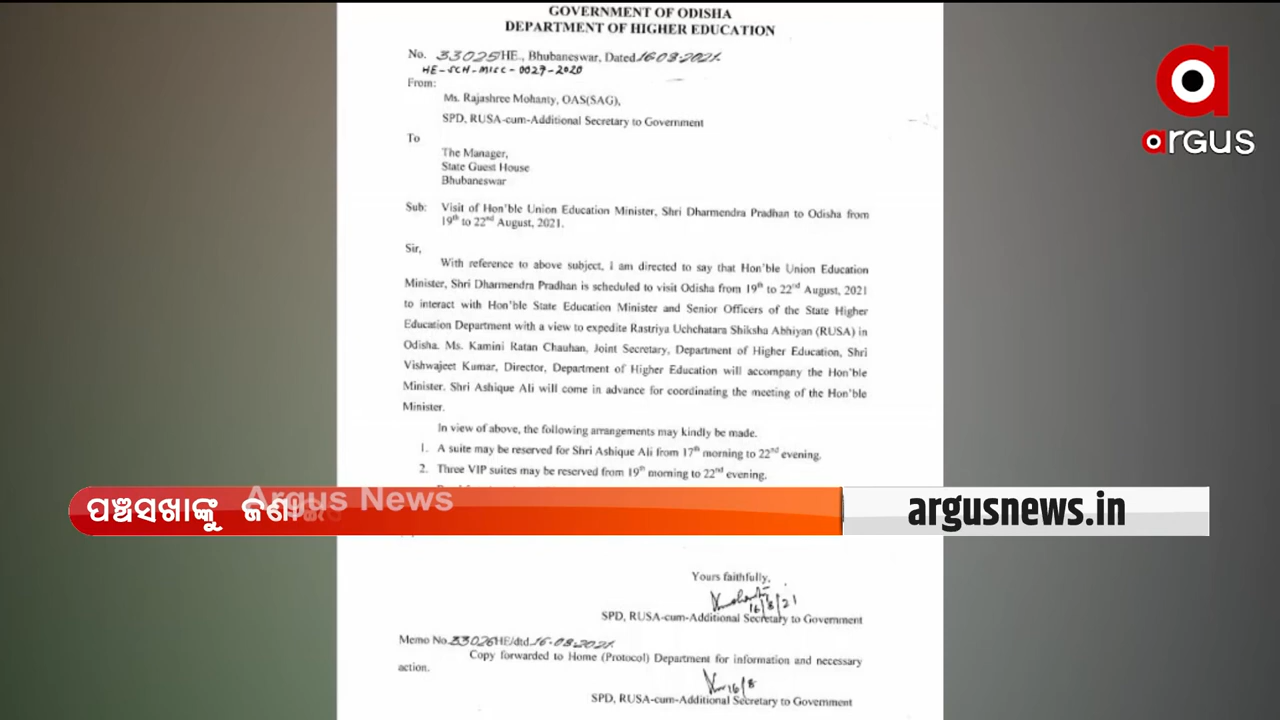 GOVERNMENT OF ODISHA
DEPARTMENT OF HIGHER EDUCATION
No. 33025/HE., Bhubaneswar, Dated 16-08-2021.
HE-SCH-MISC-0027-2020
From:
Ms. Rajashree Mohanty, OAS(SAG),
SPD, RUSA-cum-Additional Secretary to Government
To
The Manager,
State Guest House
Bhubaneswar
Sub: Visit of Hon'ble Union Education Minister, Shri Dharmendra Pradhan to Odisha from
19th to 22nd August, 2021.
Sir,
With reference to above subject, I am directed to say that Hon'ble Union Education
Minister, Shri Dharmendra Pradhan is scheduled to visit Odisha from 19th to 22nd August, 2021
to interact with Hon'ble State Education Minister and Senior Officers of the State Higher
Education Department with a view to expedite Rastriya Uchchatara Shiksha Abhiyan (RUSA) in
Odisha. Ms. Kamini Ratan Chauhan, Joint Secretary, Department of Higher Education, Shri
Vishwajeet Kumar, Director, Department of Higher Education will accompany the Hon'ble
Minister. Shri Ashique Ali will come in advance for coordinating the meeting of the Hon'ble
Minister.
In view of above, the following arrangements may kindly be made.
1. A suite may be reserved for Shri Ashique Ali from 17th morning to 22nd evening.
2. Three VIP suites may be reserved from 19th morning to 22nd evening.
Yours faithfully,
16/8/21
SPD, RUSA-cum-Additional Secretary to Government
Memo No. 33026 HE/dtd. 16-08-2021.
Copy forwarded to Home (Protocol) Department for information and necessary
action.
16/8
SPD, RUSA-cum-Additional Secretary to Government
argus
Argus News
ପଞ୍ଚସଖାଙ୍କୁ
argusnews.in